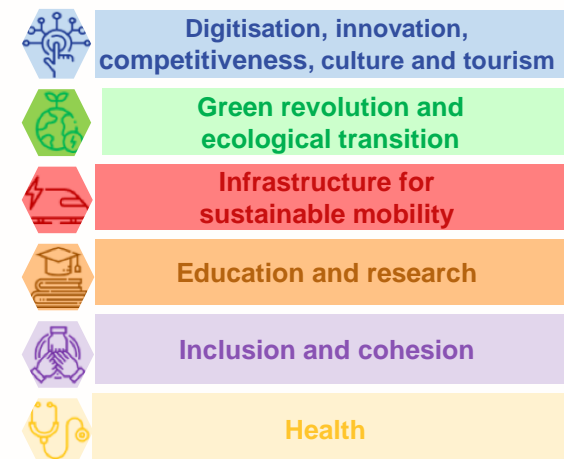 Digitisation, innovation,
competitiveness, culture and tourism
Green revolution and
ecological transition
Infrastructure for
sustainable mobility
Education and research
Inclusion and cohesion
Health